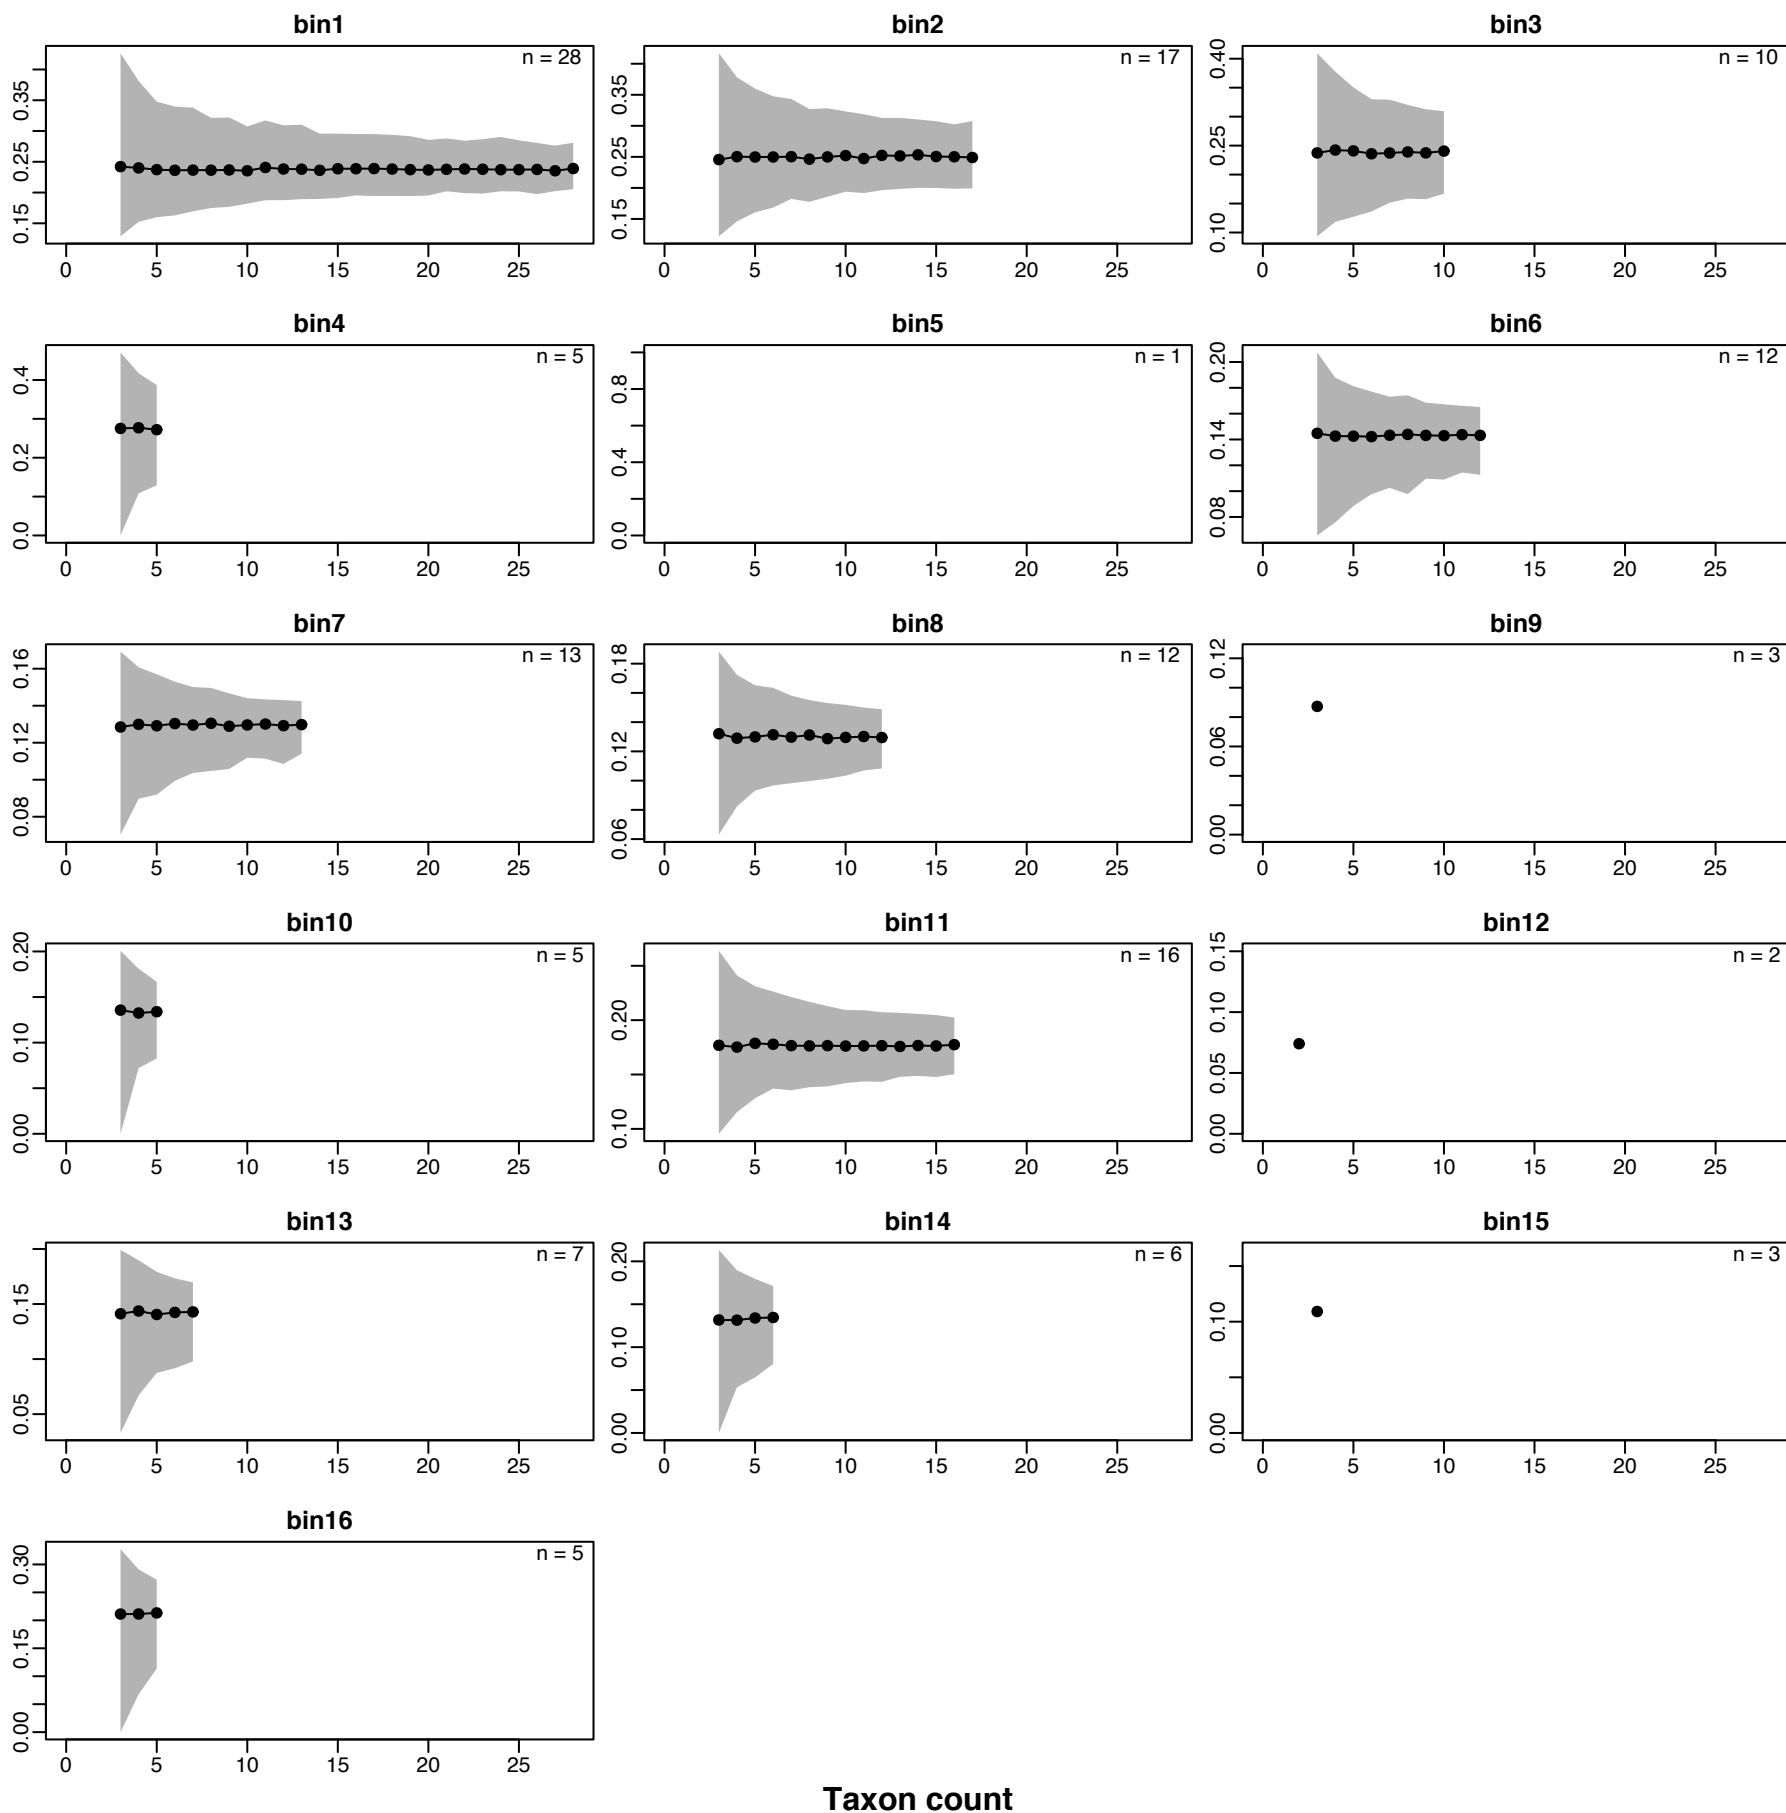 bin1 bin2 bin3
n = 28 n = 17 n = 10
0.15 0.25 0.35 0.15 0.25 0.35 0.10 0.25 0.40
0 5 10 15 20 25 0 5 10 15 20 25 0 5 10 15 20 25
bin4 bin5 bin6
n = 5 n = 1 n = 12
0.0 0.2 0.4 0.0 0.4 0.8 0.08 0.14 0.20
0 5 10 15 20 25 0 5 10 15 20 25 0 5 10 15 20 25
bin7 bin8 bin9
n = 13 n = 12 n = 3
0.08 0.12 0.16 0.06 0.12 0.18 0.00 0.06 0.12
0 5 10 15 20 25 0 5 10 15 20 25 0 5 10 15 20 25
bin10 bin11 bin12
n = 5 n = 16 n = 2
0.00 0.10 0.20 0.10 0.20 0.00 0.05 0.10 0.15
0 5 10 15 20 25 0 5 10 15 20 25 0 5 10 15 20 25
bin13 bin14 bin15
n = 7 n = 6 n = 3
0.05 0.15 0.00 0.10 0.20 0.00 0.10
0 5 10 15 20 25 0 5 10 15 20 25 0 5 10 15 20 25
bin16
n = 5
0.00 0.15 0.30
0 5 10 15 20 25
Taxon count